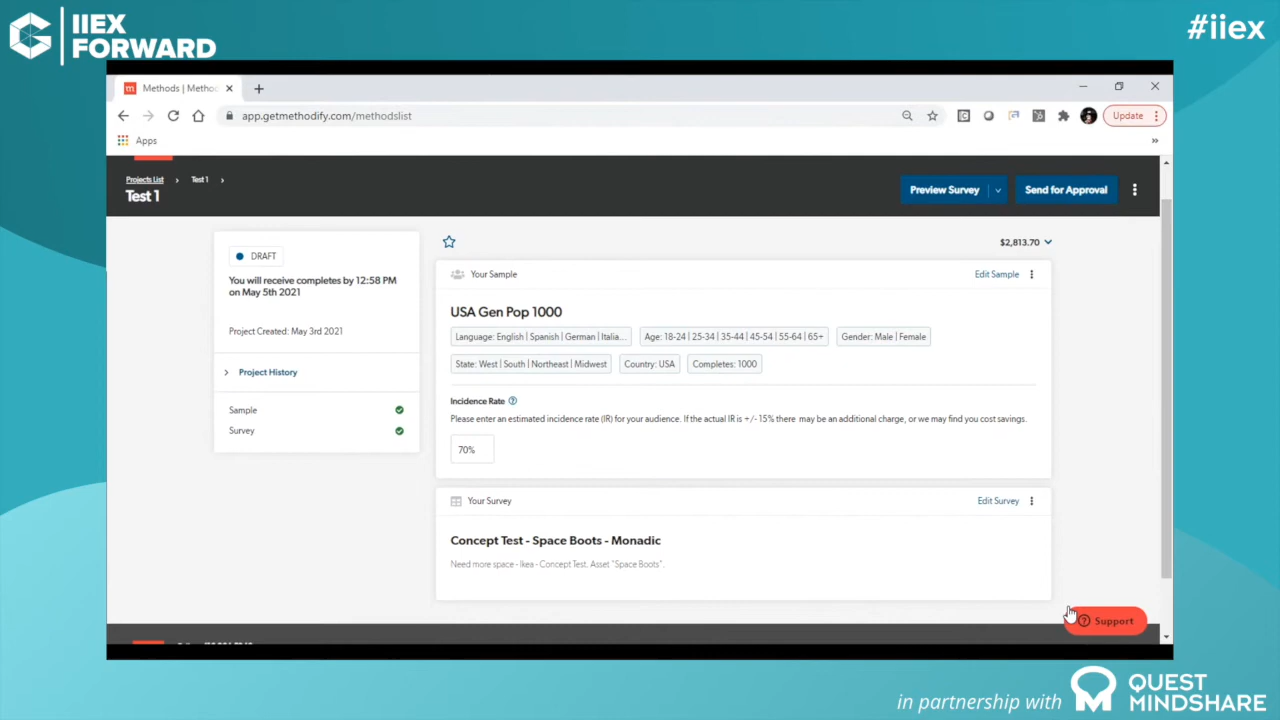 IIEX
FORWARD
#iiex
Methods | Metho
app.getmethodify.com/methodslist
Update
Apps
Projects List > Test 1 >
Test 1
Preview Survey
Send for Approval
DRAFT
You will receive completes by 12:58 PM
on May 5th 2021
Project Created: May 3rd 2021
Project History
Sample
Survey
$2,813.70
Your Sample
Edit Sample
USA Gen Pop 1000
Language: English | Spanish | German | Italia...
Age: 18-24 | 25-34 | 35-44 | 45-54 | 55-64 | 65+
Gender: Male | Female
State: West | South | Northeast | Midwest
Country: USA
Completes: 1000
Incidence Rate
Please enter an estimated incidence rate (IR) for your audience. If the actual IR is +/-15% there may be an additional charge, or we may find you cost savings.
70%
Your Survey
Edit Survey
Concept Test - Space Boots - Monadic
Need more space - Ikea - Concept Test. Asset "Space Boots".
Support
in partnership with
QUEST
MINDSHARE